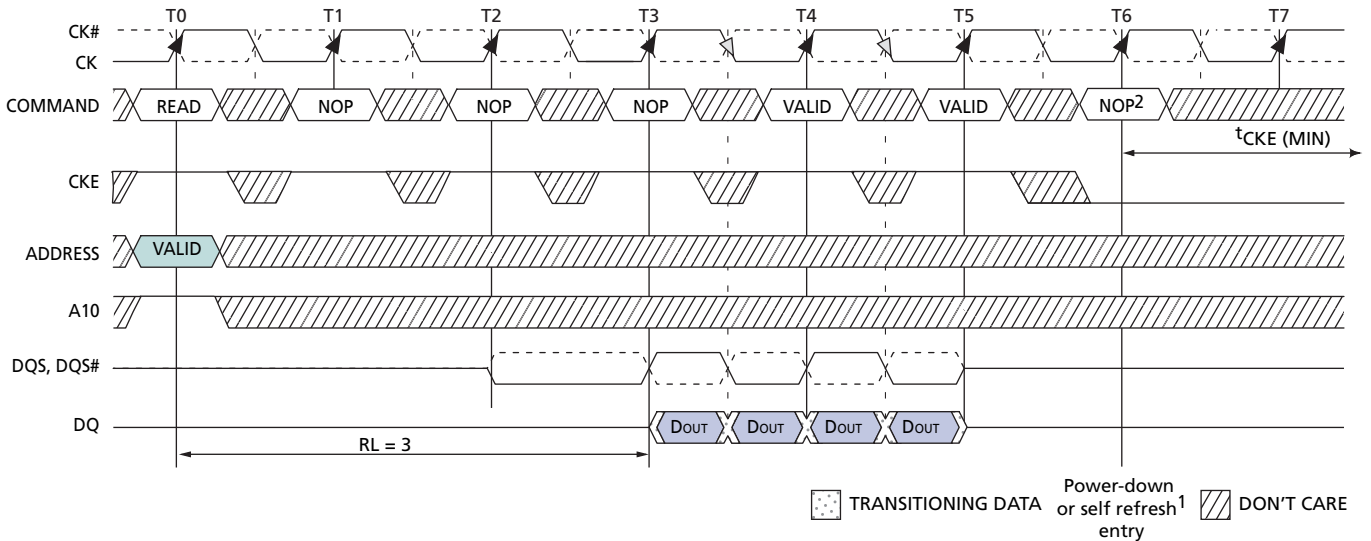 T0 T1 T2 T3 T4 T5 T6 T7
CK#
CK
COMMAND READ NOP NOP NOP VALID VALID NOP2
tCKE (MIN)
CKE
ADDRESS VALID
A10
DQS, DQS#
DQ DOUT DOUT DOUT DOUT
RL = 3
TRANSITIONING DATA Power-down or self refresh1 entry DON'T CARE